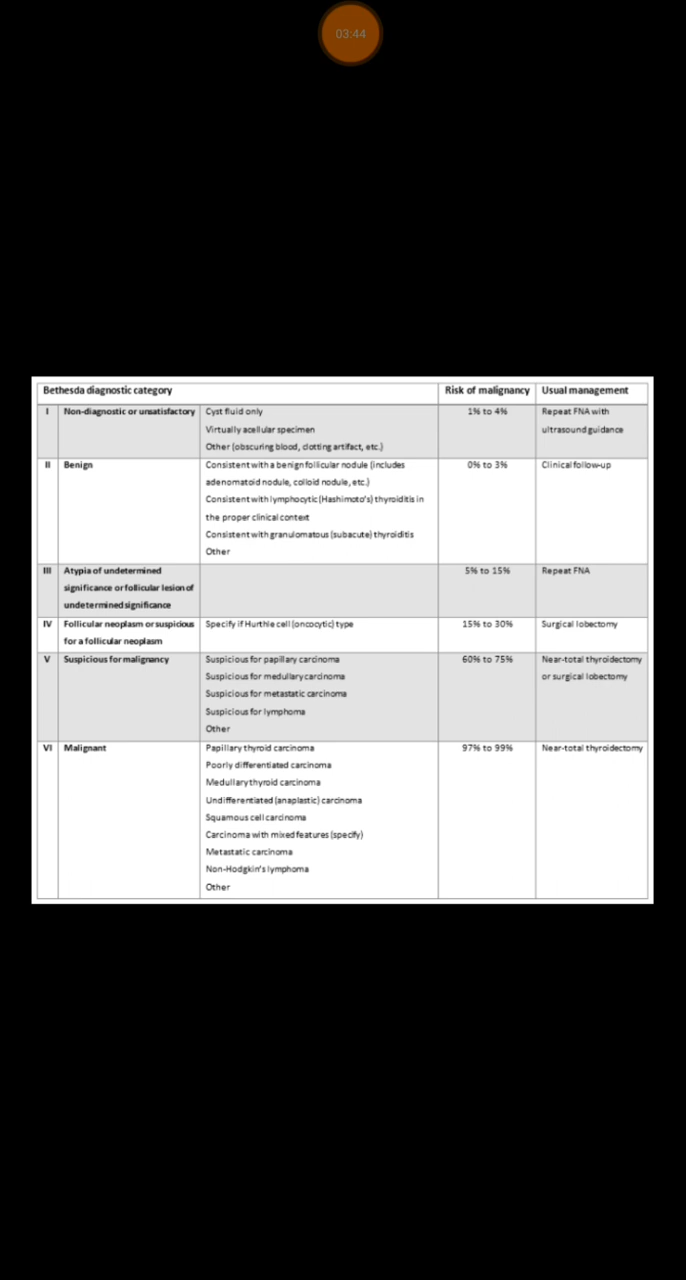 03:44
Bethesda diagnostic category Risk of malignancy Usual management
I Non-diagnostic or unsatisfactory Cyst fluid only 1% to 4% Repeat FNA with
Virtually acellular specimen ultrasound guidance
Other (obscuring blood, clotting artifact, etc.)
II Benign Consistent with a benign follicular nodule (includes 0% to 3% Clinical follow-up
adenomatoid nodule, colloid nodule, etc.)
Consistent with lymphocytic (Hashimoto's) thyroiditis in
the proper clinical context
Consistent with granulomatous (subacute) thyroiditis
Other
III Atypia of undetermined 5% to 15% Repeat FNA
significance or follicular lesion of
undetermined significance
IV Follicular neoplasm or suspicious Specify if Hurthle cell (oncocytic) type 15% to 30% Surgical lobectomy
for a follicular neoplasm
V Suspicious for malignancy Suspicious for papillary carcinoma 60% to 75% Near-total thyroidectomy
Suspicious for medullary carcinoma or surgical lobectomy
Suspicious for metastatic carcinoma
Suspicious for lymphoma
Other
VI Malignant Papillary thyroid carcinoma 97% to 99% Near-total thyroidectomy
Poorly differentiated carcinoma
Medullary thyroid carcinoma
Undifferentiated (anaplastic) carcinoma
Squamous cell carcinoma
Carcinoma with mixed features (specify)
Metastatic carcinoma
Non-Hodgkin's lymphoma
Other